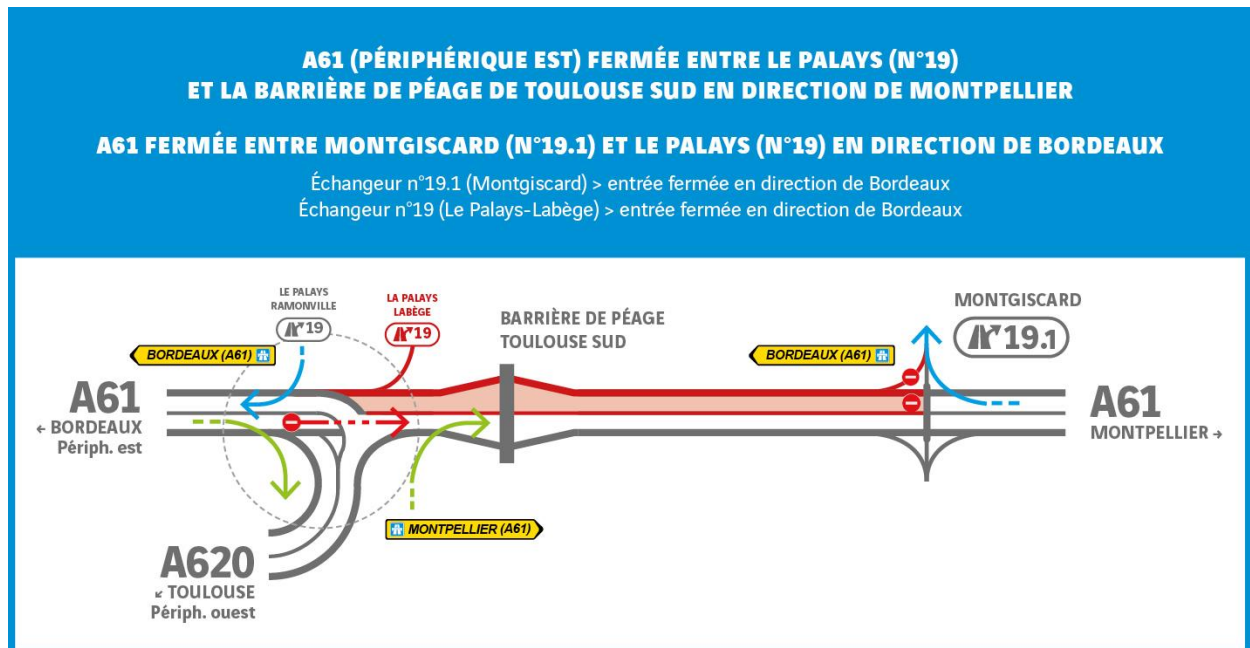 A61 (PÉRIPHÉRIQUE EST) FERMÉE ENTRE LE PALAYS (N°19)
ET LA BARRIÈRE DE PÉAGE DE TOULOUSE SUD EN DIRECTION DE MONTPELLIER
A61 FERMÉE ENTRE MONTGISCARD (N°19.1) ET LE PALAYS (N°19) EN DIRECTION DE BORDEAUX
Échangeur n°19.1 (Montgiscard) > entrée fermée en direction de Bordeaux
Échangeur n°19 (Le Palays-Labège) > entrée fermée en direction de Bordeaux
LE PALAYS
RAMONVILLE
19
LA PALAYS
LABÈGE
19
BARRIÈRE DE PÉAGE
TOULOUSE SUD
MONTGISCARD
19.1
BORDEAUX (A61)
BORDEAUX (A61)
A61
← BORDEAUX
Périph. est
A61
MONTPELLIER →
MONTPELLIER (A61)
A620
↙ TOULOUSE
Périph. ouest